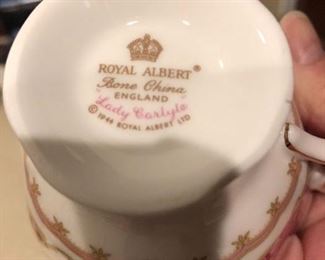 ROYAL ALBERT®
Bone China
ENGLAND
"Lady Carlyle"
© 1944 ROYAL ALBERT LTD